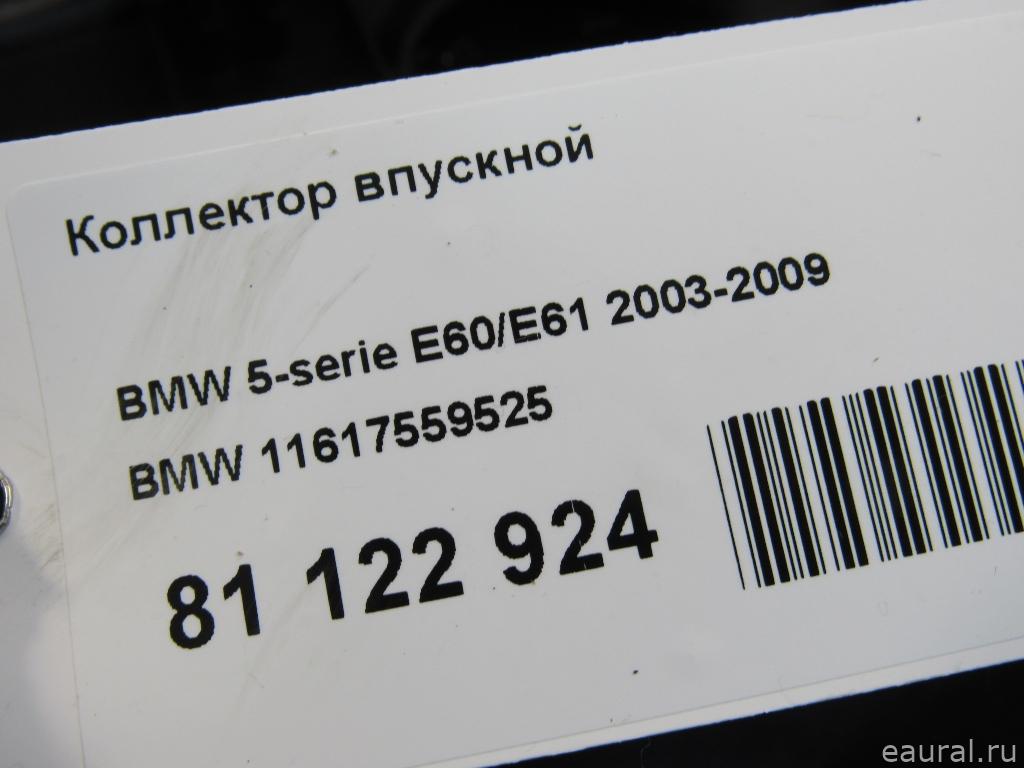 Коллектор впускной
BMW 5-serie E60/E61 2003-2009
BMW 11617559525
81 122 924
eaural.ru